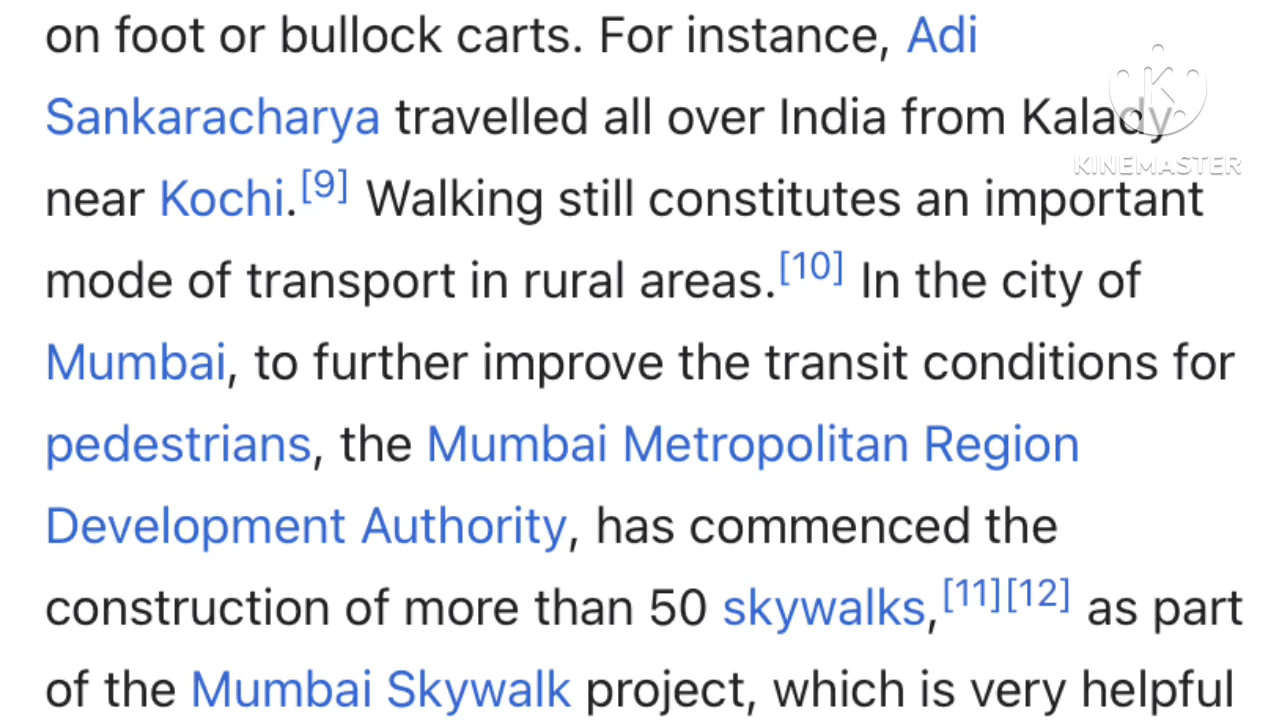 on foot or bullock carts. For instance, Adi
Sankaracharya travelled all over India from Kalady
near Kochi.[9] Walking still constitutes an important
mode of transport in rural areas.[10] In the city of
Mumbai, to further improve the transit conditions for
pedestrians, the Mumbai Metropolitan Region
Development Authority, has commenced the
construction of more than 50 skywalks,[11][12] as part
of the Mumbai Skywalk project, which is very helpful
K
KINEMASTER